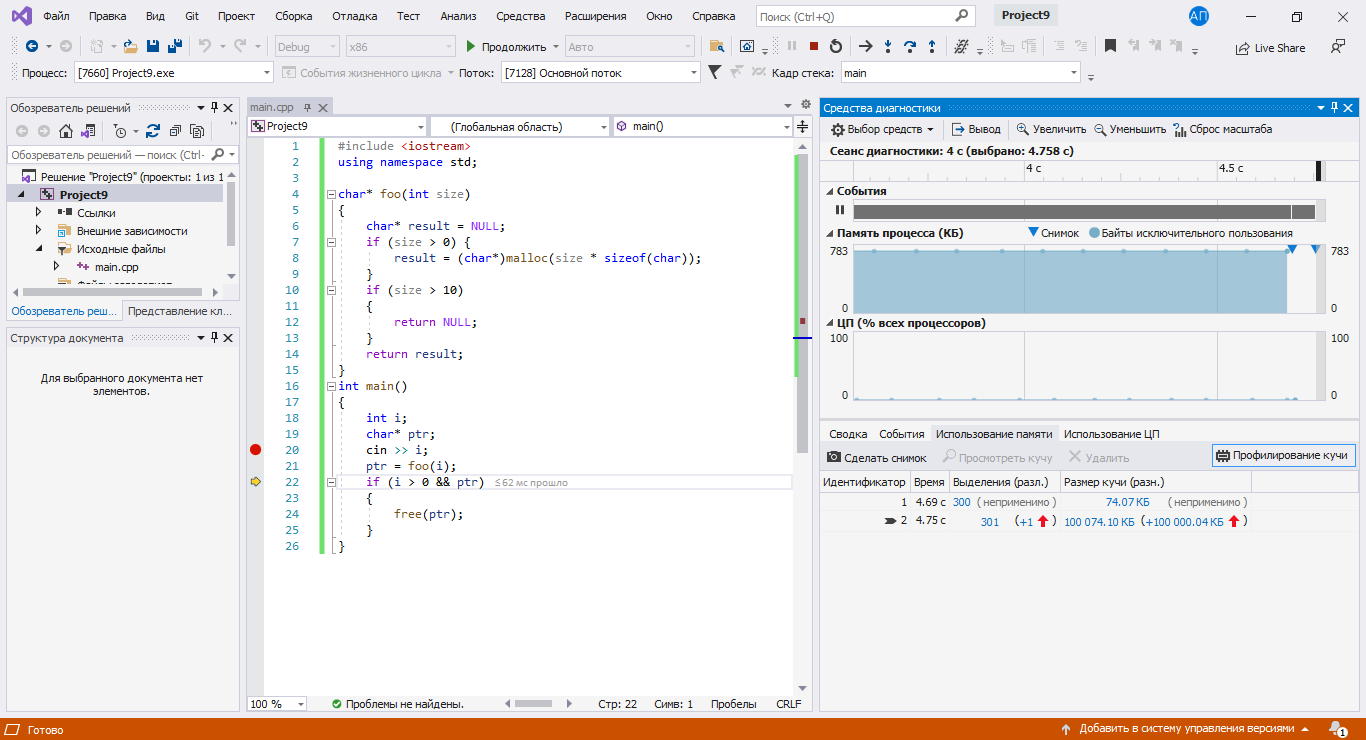 Файл Правка Вид Git Проект Сборка Отладка Тест Анализ Средства Расширения Окно Справка Поиск (Ctrl+Q) Project9 АП
Debug x86 Продолжить Авто Live Share
Процесс: [7660] Project9.exe События жизненного цикла Поток: [7128] Основной поток Кадр стека: main
Обозреватель решений
Обозреватель решений — поиск (Ctrl-
Решение "Project9" (проекты: 1 из 1
Project9
Ссылки
Внешние зависимости
Исходные файлы
main.cpp
Обозреватель реш... Представление кл...
Структура документа
Для выбранного документа нет
элементов.
main.cpp
Project9 (Глобальная область) main()
1 #include <iostream>
2 using namespace std;
3
4 char* foo(int size)
5 {
6 char* result = NULL;
7 if (size > 0) {
8 result = (char*)malloc(size * sizeof(char));
9 }
10 if (size > 10)
11 {
12 return NULL;
13 }
14 return result;
15 }
16 int main()
17 {
18 int i;
19 char* ptr;
20 cin >> i;
21 ptr = foo(i);
22 if (i > 0 && ptr) ≤ 62 мс прошло
23 {
24 free(ptr);
25 }
26 }
100 % Проблемы не найдены. Стр: 22 Симв: 1 Пробелы CRLF
Средства диагностики
Выбор средств Вывод Увеличить Уменьшить Сброс масштаба
Сеанс диагностики: 4 с (выбрано: 4.758 с)
4 с 4.5 с
События
Память процесса (КБ) Снимок Байты исключительного пользования
783 783
0 0
ЦП (% всех процессоров)
100 100
0 0
Сводка События Использование памяти Использование ЦП
Сделать снимок Просмотреть кучу Удалить Профилирование кучи
Идентификатор Время Выделения (разл.) Размер кучи (разн.)
1 4.69 с 300 (неприменимо) 74.07 КБ (неприменимо)
2 4.75 с 301 (+1) 100 074.10 КБ (+100 000.04 КБ)
Готово Добавить в систему управления версиями 1